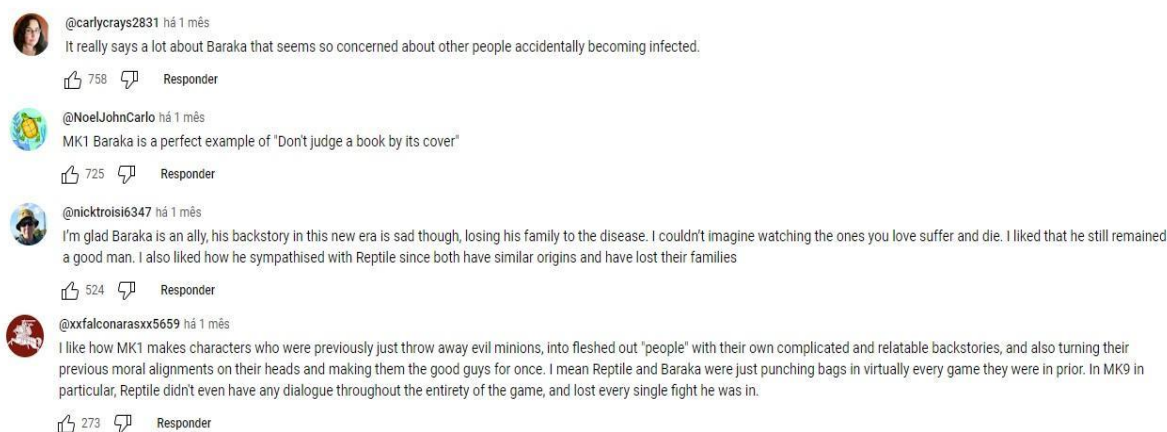 @carlycrays2831 há 1 mês
It really says a lot about Baraka that seems so concerned about other people accidentally becoming infected.
758 Responder
@NoelJohnCarlo há 1 mês
MK1 Baraka is a perfect example of "Don't judge a book by its cover"
725 Responder
@nicktroisi6347 há 1 mês
I'm glad Baraka is an ally, his backstory in this new era is sad though, losing his family to the disease. I couldn't imagine watching the ones you love suffer and die. I liked that he still remained
a good man. I also liked how he sympathised with Reptile since both have similar origins and have lost their families
524 Responder
@xxfalconarasxx5659 há 1 mês
I like how MK1 makes characters who were previously just throw away evil minions, into fleshed out "people" with their own complicated and relatable backstories, and also turning their
previous moral alignments on their heads and making them the good guys for once. I mean Reptile and Baraka were just punching bags in virtually every game they were in prior. In MK9 in
particular, Reptile didn't even have any dialogue throughout the entirety of the game, and lost every single fight he was in.
273 Responder